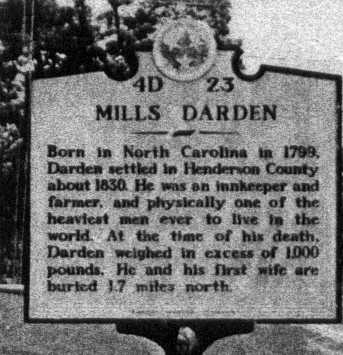 4D 23
MILLS DARDEN
Born in North Carolina in 1799,
Darden settled in Henderson County
about 1830. He was an innkeeper and
farmer, and physically one of the
heaviest men ever to live in the
world. At the time of his death,
Darden weighed in excess of 1,000
pounds. He and his first wife are
buried 1.7 miles north.